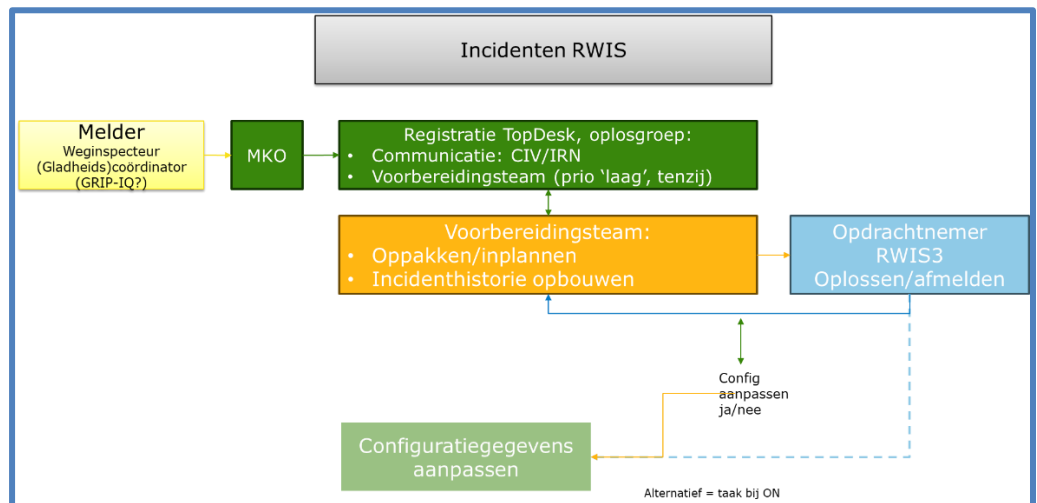 Incidenten RWIS
Melder
Weginspecteur
(Gladheids)coördinator
(GRIP-IQ?)
MKO
Registratie TopDesk, oplosgroep:
• Communicatie: CIV/IRN
• Voorbereidingsteam (prio ‘laag’, tenzij)
Voorbereidingsteam:
• Oppakken/inplannen
• Incidenthistorie opbouwen
Opdrachtnemer
RWIS3
Oplossen/afmelden
Config
aanpassen
ja/nee
Configuratiegegevens
aanpassen
Alternatief = taak bij ON